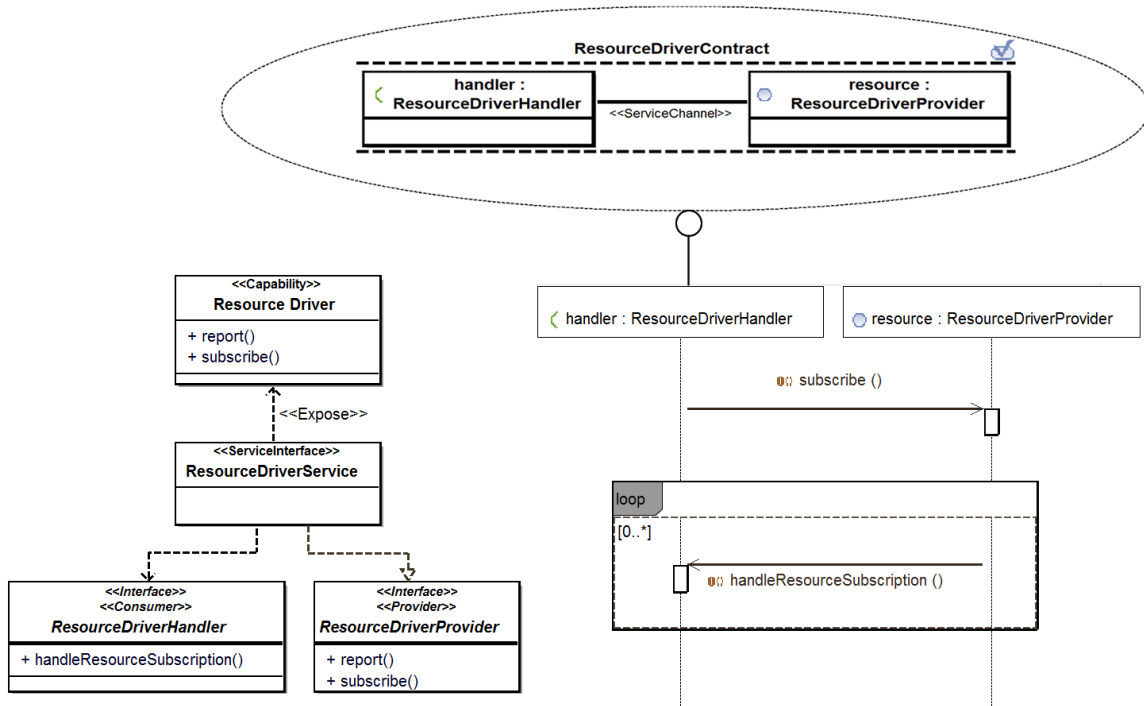 ResourceDriverContract
handler :
ResourceDriverHandler
<<ServiceChannel>>
resource :
ResourceDriverProvider
<<Capability>>
Resource Driver
+ report()
+ subscribe()
<<Expose>>
<<ServiceInterface>>
ResourceDriverService
<<Interface>>
<<Consumer>>
ResourceDriverHandler
+ handleResourceSubscription()
<<Interface>>
<<Provider>>
ResourceDriverProvider
+ report()
+ subscribe()
handler : ResourceDriverHandler
resource : ResourceDriverProvider
subscribe ()
loop
[0..*]
handleResourceSubscription ()